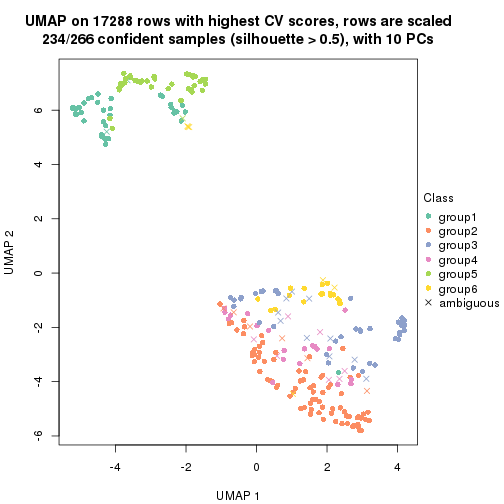 UMAP on 17288 rows with highest CV scores, rows are scaled
234/266 confident samples (silhouette > 0.5), with 10 PCs
6
4
2
0
-2
-4
-6
UMAP 2
-4
-2
0
2
4
UMAP 1
Class
group1
group2
group3
group4
group5
group6
ambiguous